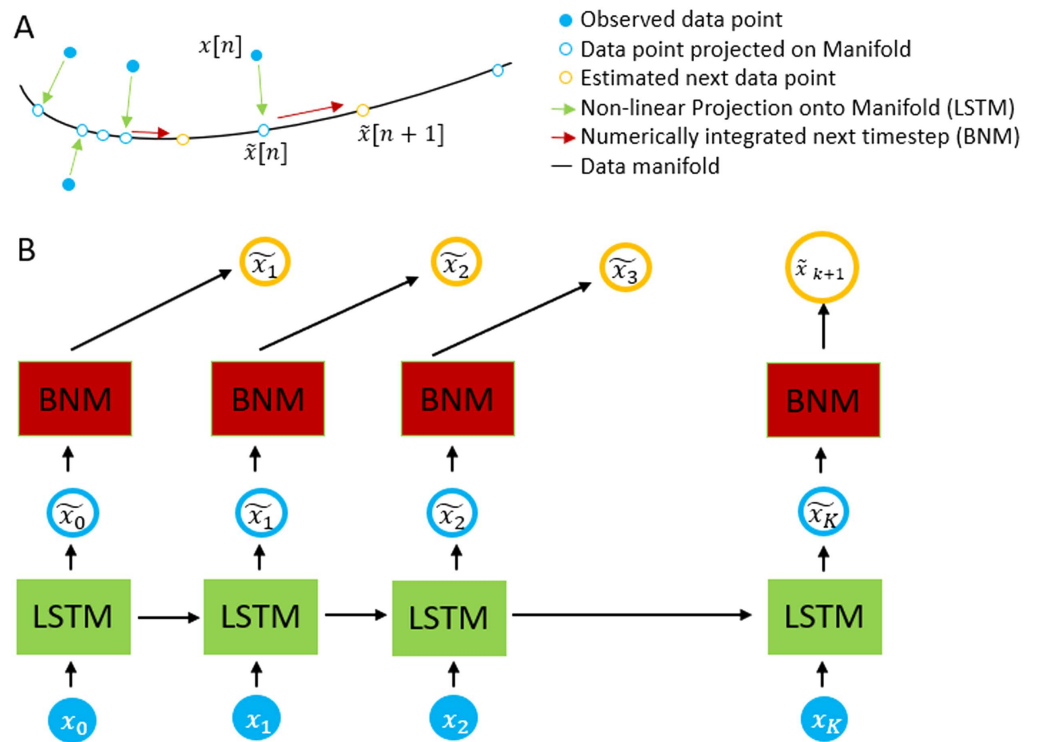 A
x[n]
x̃[n]
x̃[n + 1]
Observed data point
Data point projected on Manifold
Estimated next data point
Non-linear Projection onto Manifold (LSTM)
Numerically integrated next timestep (BNM)
Data manifold
B
x̃₁ x̃₂ x̃₃ x̃ ₖ₊₁
BNM BNM BNM BNM
x̃₀ x̃₁ x̃₂ x̃_K
LSTM LSTM LSTM LSTM
x₀ x₁ x₂ x_K